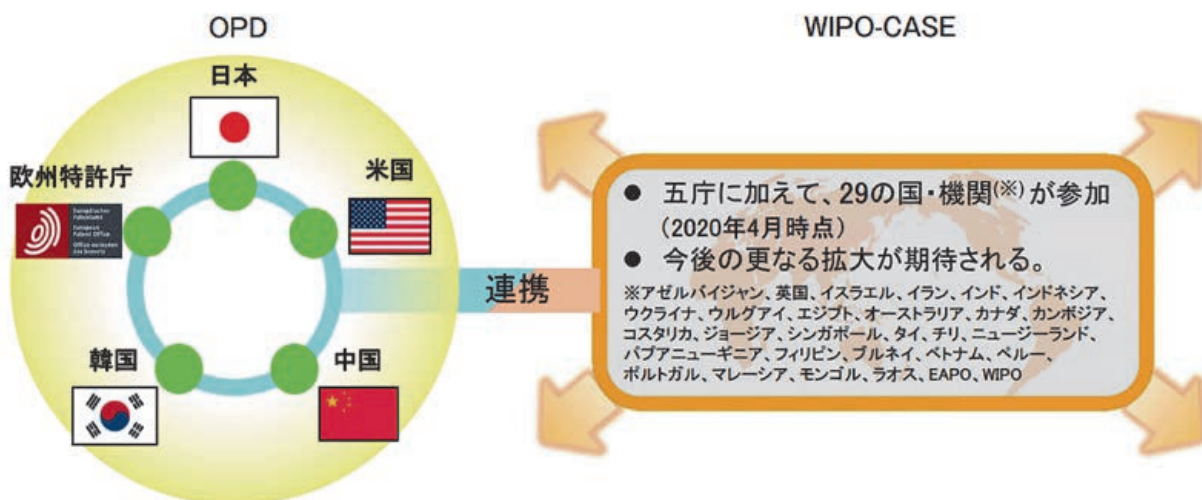 OPD
WIPO-CASE
日本
欧州特許庁
米国
Europäisches
Patentamt
European
Patent Office
Office européen
des brevets
韓国
中国
連携
● 五庁に加えて、29の国・機関(※)が参加
(2020年4月時点)
● 今後の更なる拡大が期待される。
※アゼルバイジャン、英国、イスラエル、イラン、インド、インドネシア、
ウクライナ、ウルグアイ、エジプト、オーストラリア、カナダ、カンボジア、
コスタリカ、ジョージア、シンガポール、タイ、チリ、ニュージーランド、
パプアニューギニア、フィリピン、ブルネイ、ベトナム、ペルー、
ポルトガル、マレーシア、モンゴル、ラオス、EAPO、WIPO